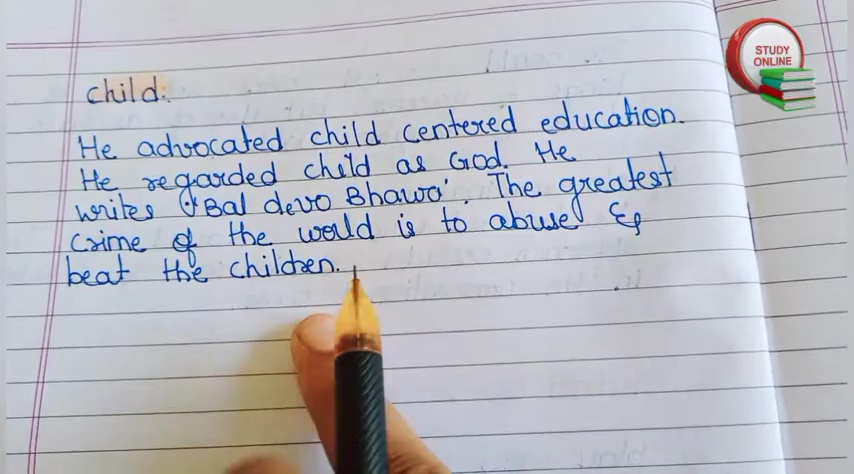 child:
He advocated child centered education.
He regarded child as God. He
writes 'Bal devo Bhawo'. The greatest
crime of the world is to abuse &
beat the children.
STUDY
ONLINE